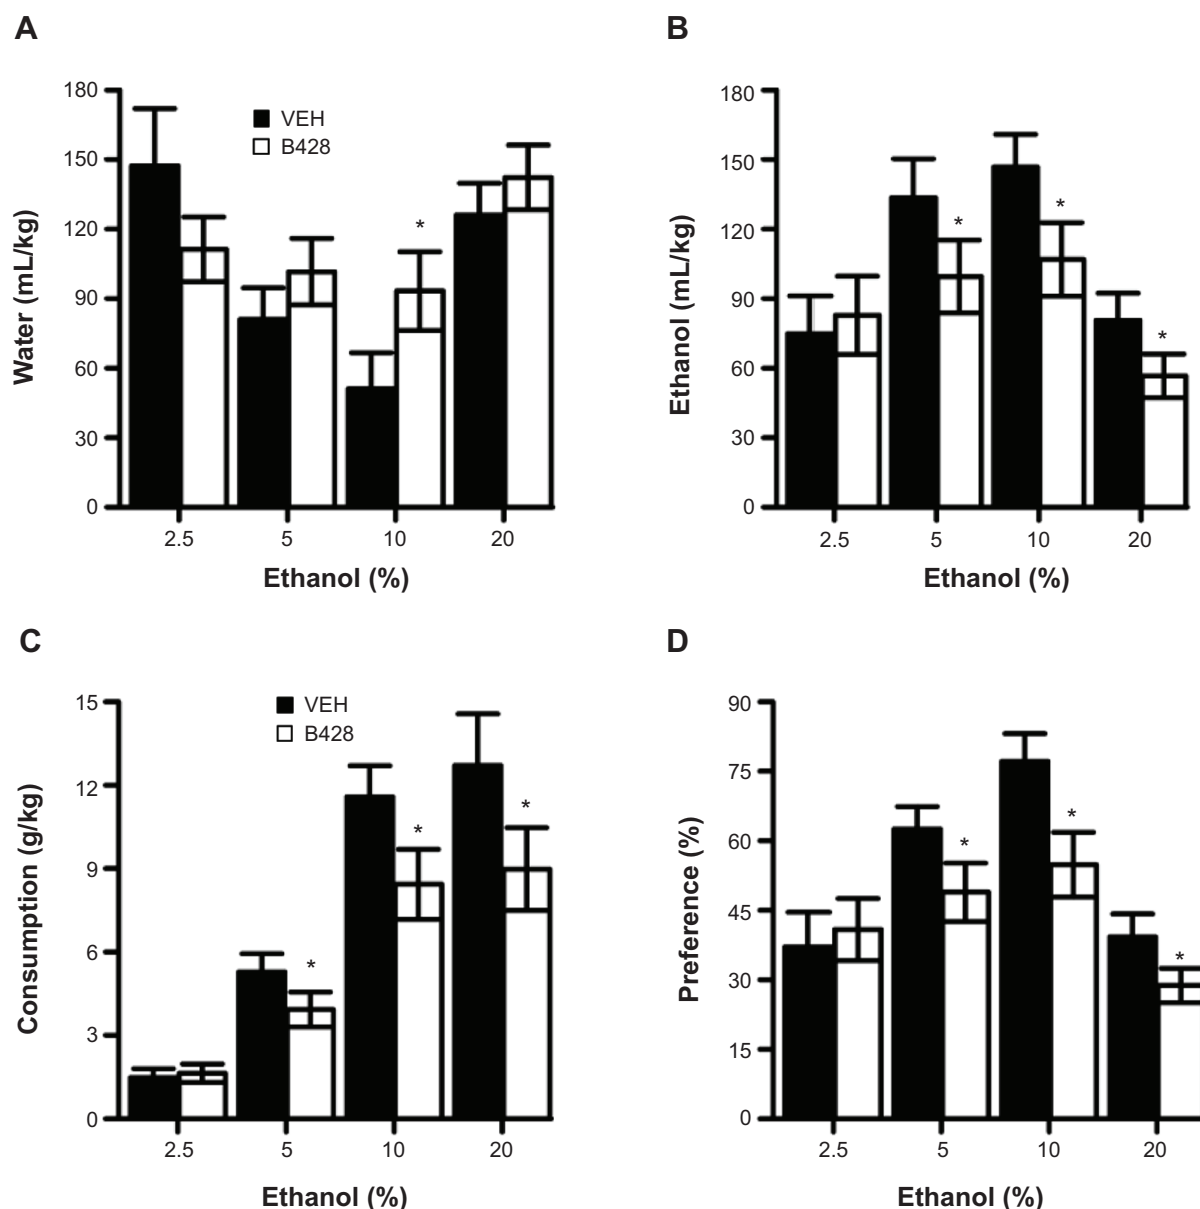 A
Water (mL/kg)
180
150
120
90
60
30
0
VEH
B428
*
2.5 5 10 20
Ethanol (%)
B
Ethanol (mL/kg)
180
150
120
90
60
30
0
* * *
2.5 5 10 20
Ethanol (%)
C
Consumption (g/kg)
15
12
9
6
3
0
VEH
B428
* * *
2.5 5 10 20
Ethanol (%)
D
Preference (%)
90
75
60
45
30
15
0
* * *
2.5 5 10 20
Ethanol (%)